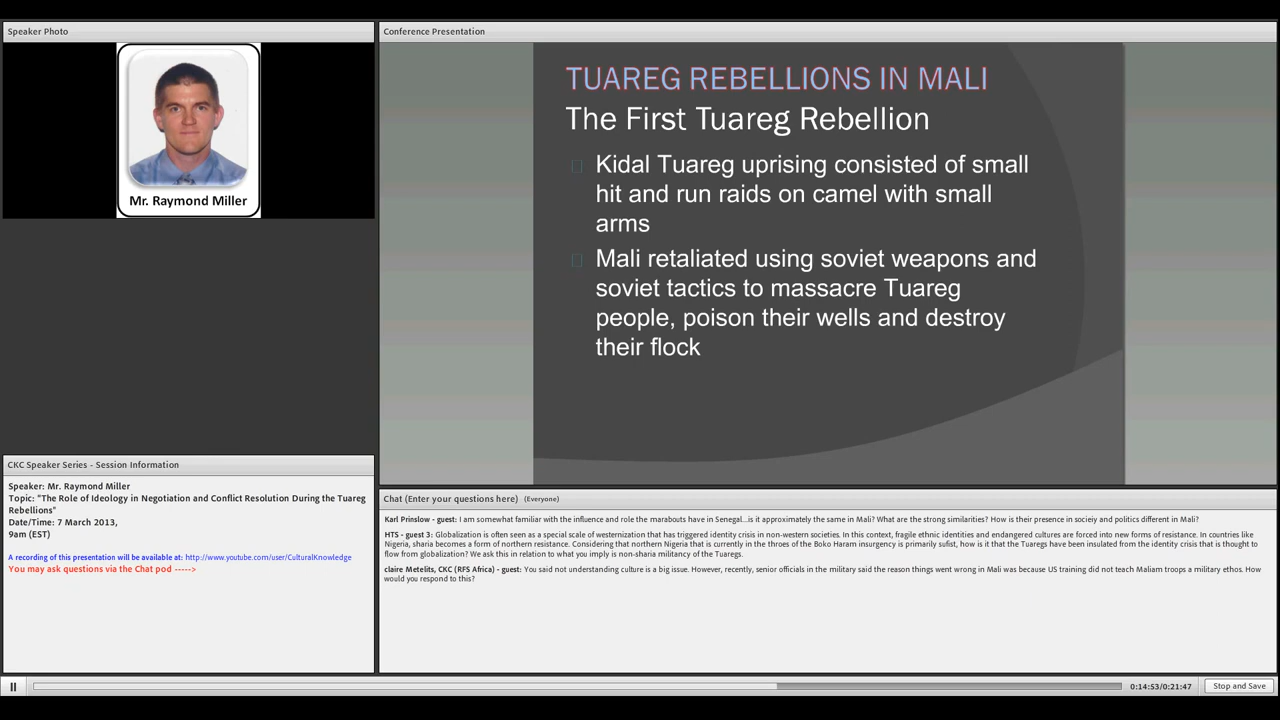 Speaker Photo
Mr. Raymond Miller
Conference Presentation
TUAREG REBELLIONS IN MALI
The First Tuareg Rebellion
Kidal Tuareg uprising consisted of small
hit and run raids on camel with small
arms
Mali retaliated using soviet weapons and
soviet tactics to massacre Tuareg
people, poison their wells and destroy
their flock
CKC Speaker Series - Session Information
Speaker: Mr. Raymond Miller
Topic: "The Role of Ideology in Negotiation and Conflict Resolution During the Tuareg
Rebellions"
Date/Time: 7 March 2013,
9am (EST)
A recording of this presentation will be available at: http://www.youtube.com/user/CulturalKnowledge
You may ask questions via the Chat pod ----->
Chat (Enter your questions here) (Everyone)
Karl Prinslow - guest: I am somewhat familiar with the influence and role the marabouts have in Senegal...is it approximately the same in Mali? What are the strong similarities? How is their presence in socieiy and politics different in Mali?
HTS - guest 3: Globalization is often seen as a special scale of westernization that has triggered identity crisis in non-western societies. In this context, fragile ethnic identities and endangered cultures are forced into new forms of resistance. In countries like
Nigeria, sharia becomes a form of northern resistance. Considering that northern Nigeria that is currently in the throes of the Boko Haram insurgency is primarily sufist, how is it that the Tuaregs have been insulated from the identity crisis that is thought to
flow from globalization? We ask this in relation to what you imply is non-sharia militancy of the Tuaregs.
claire Metelits, CKC (RFS Africa) - guest: You said not understanding culture is a big issue. However, recently, senior officials in the military said the reason things went wrong in Mali was because US training did not teach Maliam troops a military ethos. How
would you respond to this?
0:14:53/0:21:47
Stop and Save